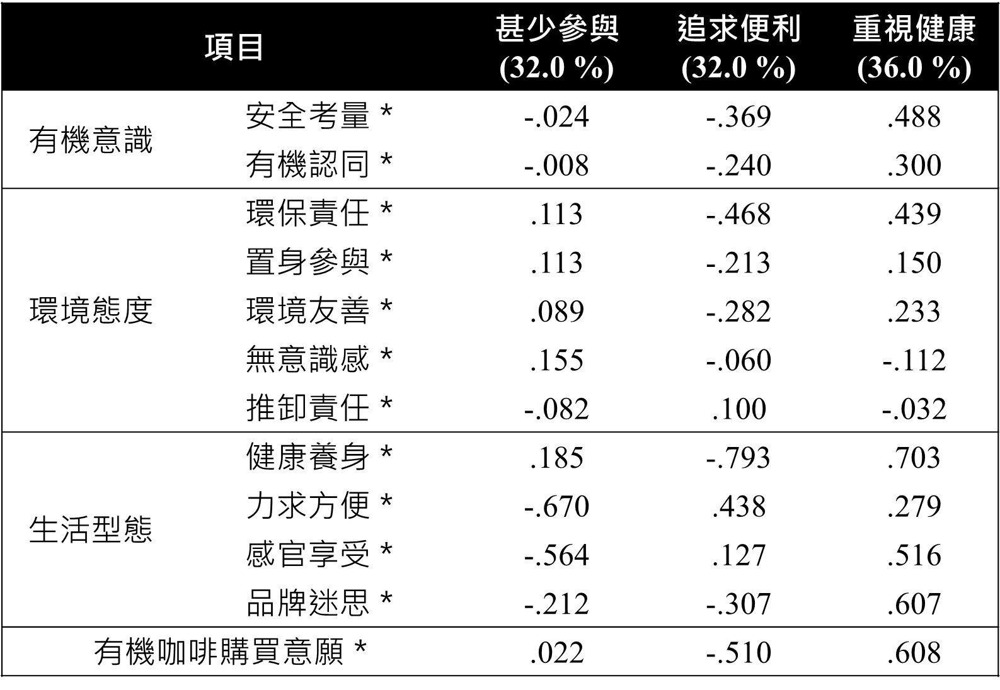 項目 甚少參與 (32.0 %) 追求便利 (32.0 %) 重視健康 (36.0 %)
有機意識
安全考量 * -.024 -.369 .488
有機認同 * -.008 -.240 .300
環境態度
環保責任 * .113 -.468 .439
置身參與 * .113 -.213 .150
環境友善 * .089 -.282 .233
無意識感 * .155 -.060 -.112
推卸責任 * -.082 .100 -.032
生活型態
健康養身 * .185 -.793 .703
力求方便 * -.670 .438 .279
感官享受 * -.564 .127 .516
品牌迷思 * -.212 -.307 .607
有機咖啡購買意願 * .022 -.510 .608